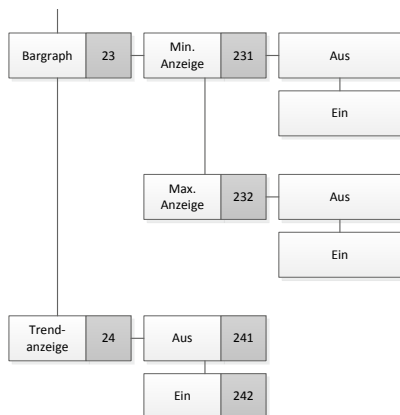 Bargraph 23 Min. Anzeige 231 Aus
Ein
Max. Anzeige 232 Aus
Ein
Trend-
anzeige 24 Aus 241
Ein 242